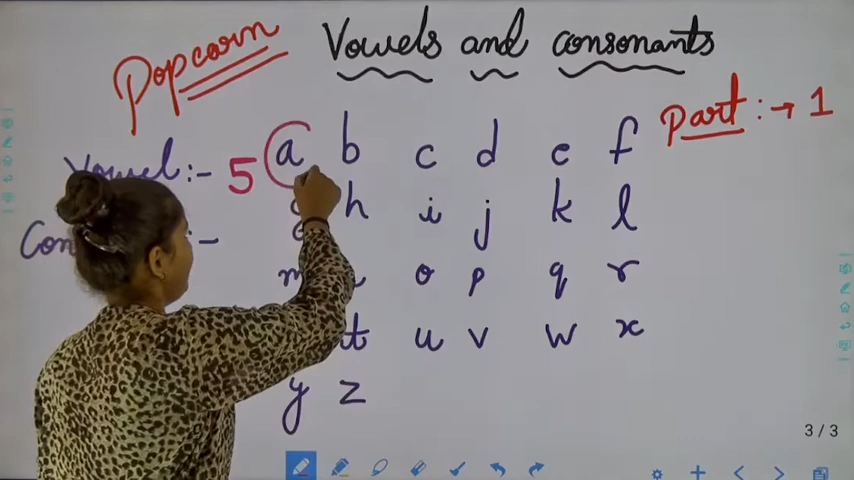 Popcorn
Vowels and consonants
Part :→ 1
Vowel :- 5
a b c d e f
h i j k l
m o p q r
t u v w x
y z
3 / 3